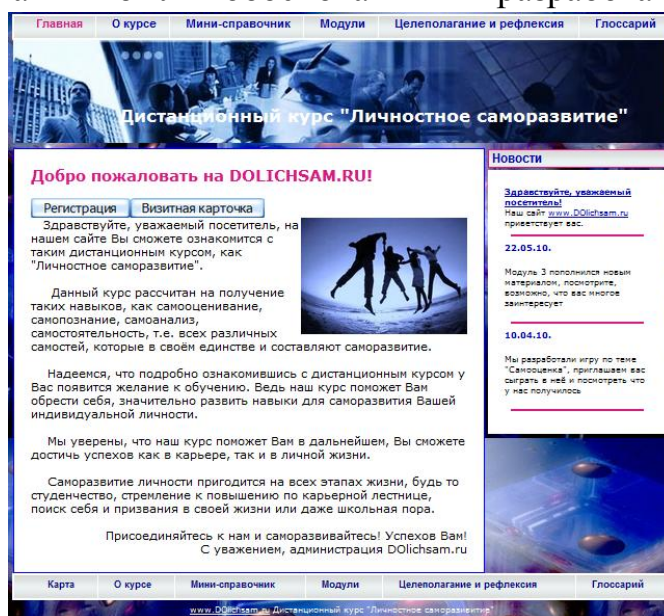 Главная О курсе Мини-справочник Модули Целеполагание и рефлексия Глоссарий
Дистанционный курс "Личностное саморазвитие"
Добро пожаловать на DOLICHSAM.RU!
Регистрация Визитная карточка
Здравствуйте, уважаемый посетитель, на
нашем сайте Вы сможете ознакомится с
таким дистанционным курсом, как
"Личностное саморазвитие".
Данный курс рассчитан на получение
таких навыков, как самооценивание,
самопознание, самоанализ,
самостоятельность, т.е. всех различных
самостей, которые в своём единстве и составляют саморазвитие.
Надеемся, что подробно ознакомившись с дистанционным курсом у
Вас появится желание к обучению. Ведь наш курс поможет Вам
обрести себя, значительно развить навыки для саморазвития Вашей
индивидуальной личности.
Мы уверены, что наш курс поможет Вам в дальнейшем, Вы сможете
достичь успехов как в карьере, так и в личной жизни.
Саморазвитие личности пригодится на всех этапах жизни, будь то
студенчество, стремление к повышению по карьерной лестнице,
поиск себя и призвания в своей жизни или даже школьная пора.
Присоединяйтесь к нам и саморазвивайтесь! Успехов Вам!
С уважением, администрация DOlichsam.ru
Новости
Здравствуйте, уважаемый
посетитель!
Наш сайт www.DOlichsam.ru
приветствует вас.
22.05.10.
Модуль 3 пополнился новым
материалом, посмотрите,
возможно, что вас многое
заинтересует
10.04.10.
Мы разработали игру по теме
"Самооценка", приглашаем вас
сыграть в неё и посмотреть что
у нас получилось
Карта О курсе Мини-справочник Модули Целеполагание и рефлексия Глоссарий
www.DOlichsam.ru Дистанционный курс "Личностное саморазвитие"